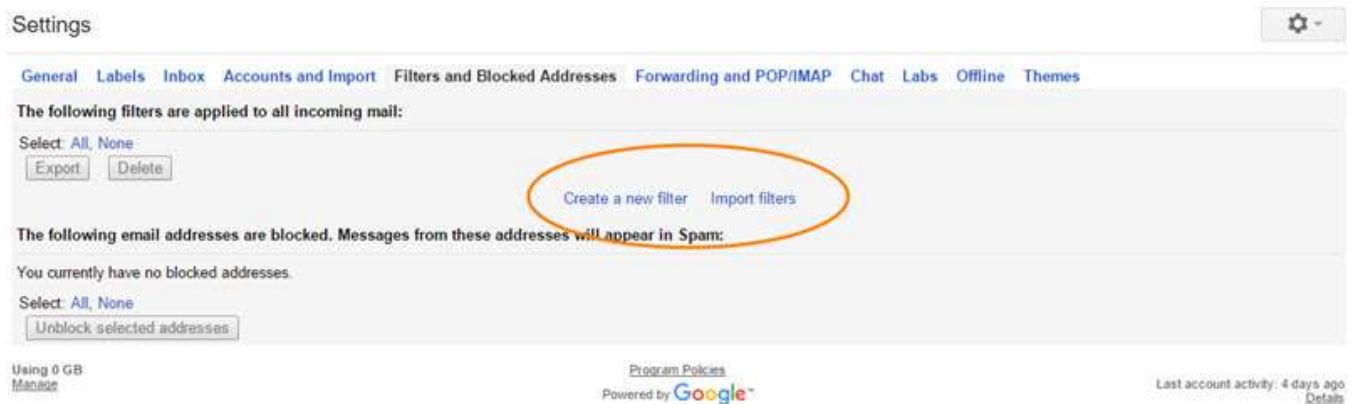 Settings
General Labels Inbox Accounts and Import Filters and Blocked Addresses Forwarding and POP/IMAP Chat Labs Offline Themes
The following filters are applied to all incoming mail:
Select: All, None
Export Delete
Create a new filter Import filters
The following email addresses are blocked. Messages from these addresses will appear in Spam:
You currently have no blocked addresses.
Select: All, None
Unblock selected addresses
Using 0 GB
Manage
Program Policies
Powered by Google™
Last account activity: 4 days ago
Details